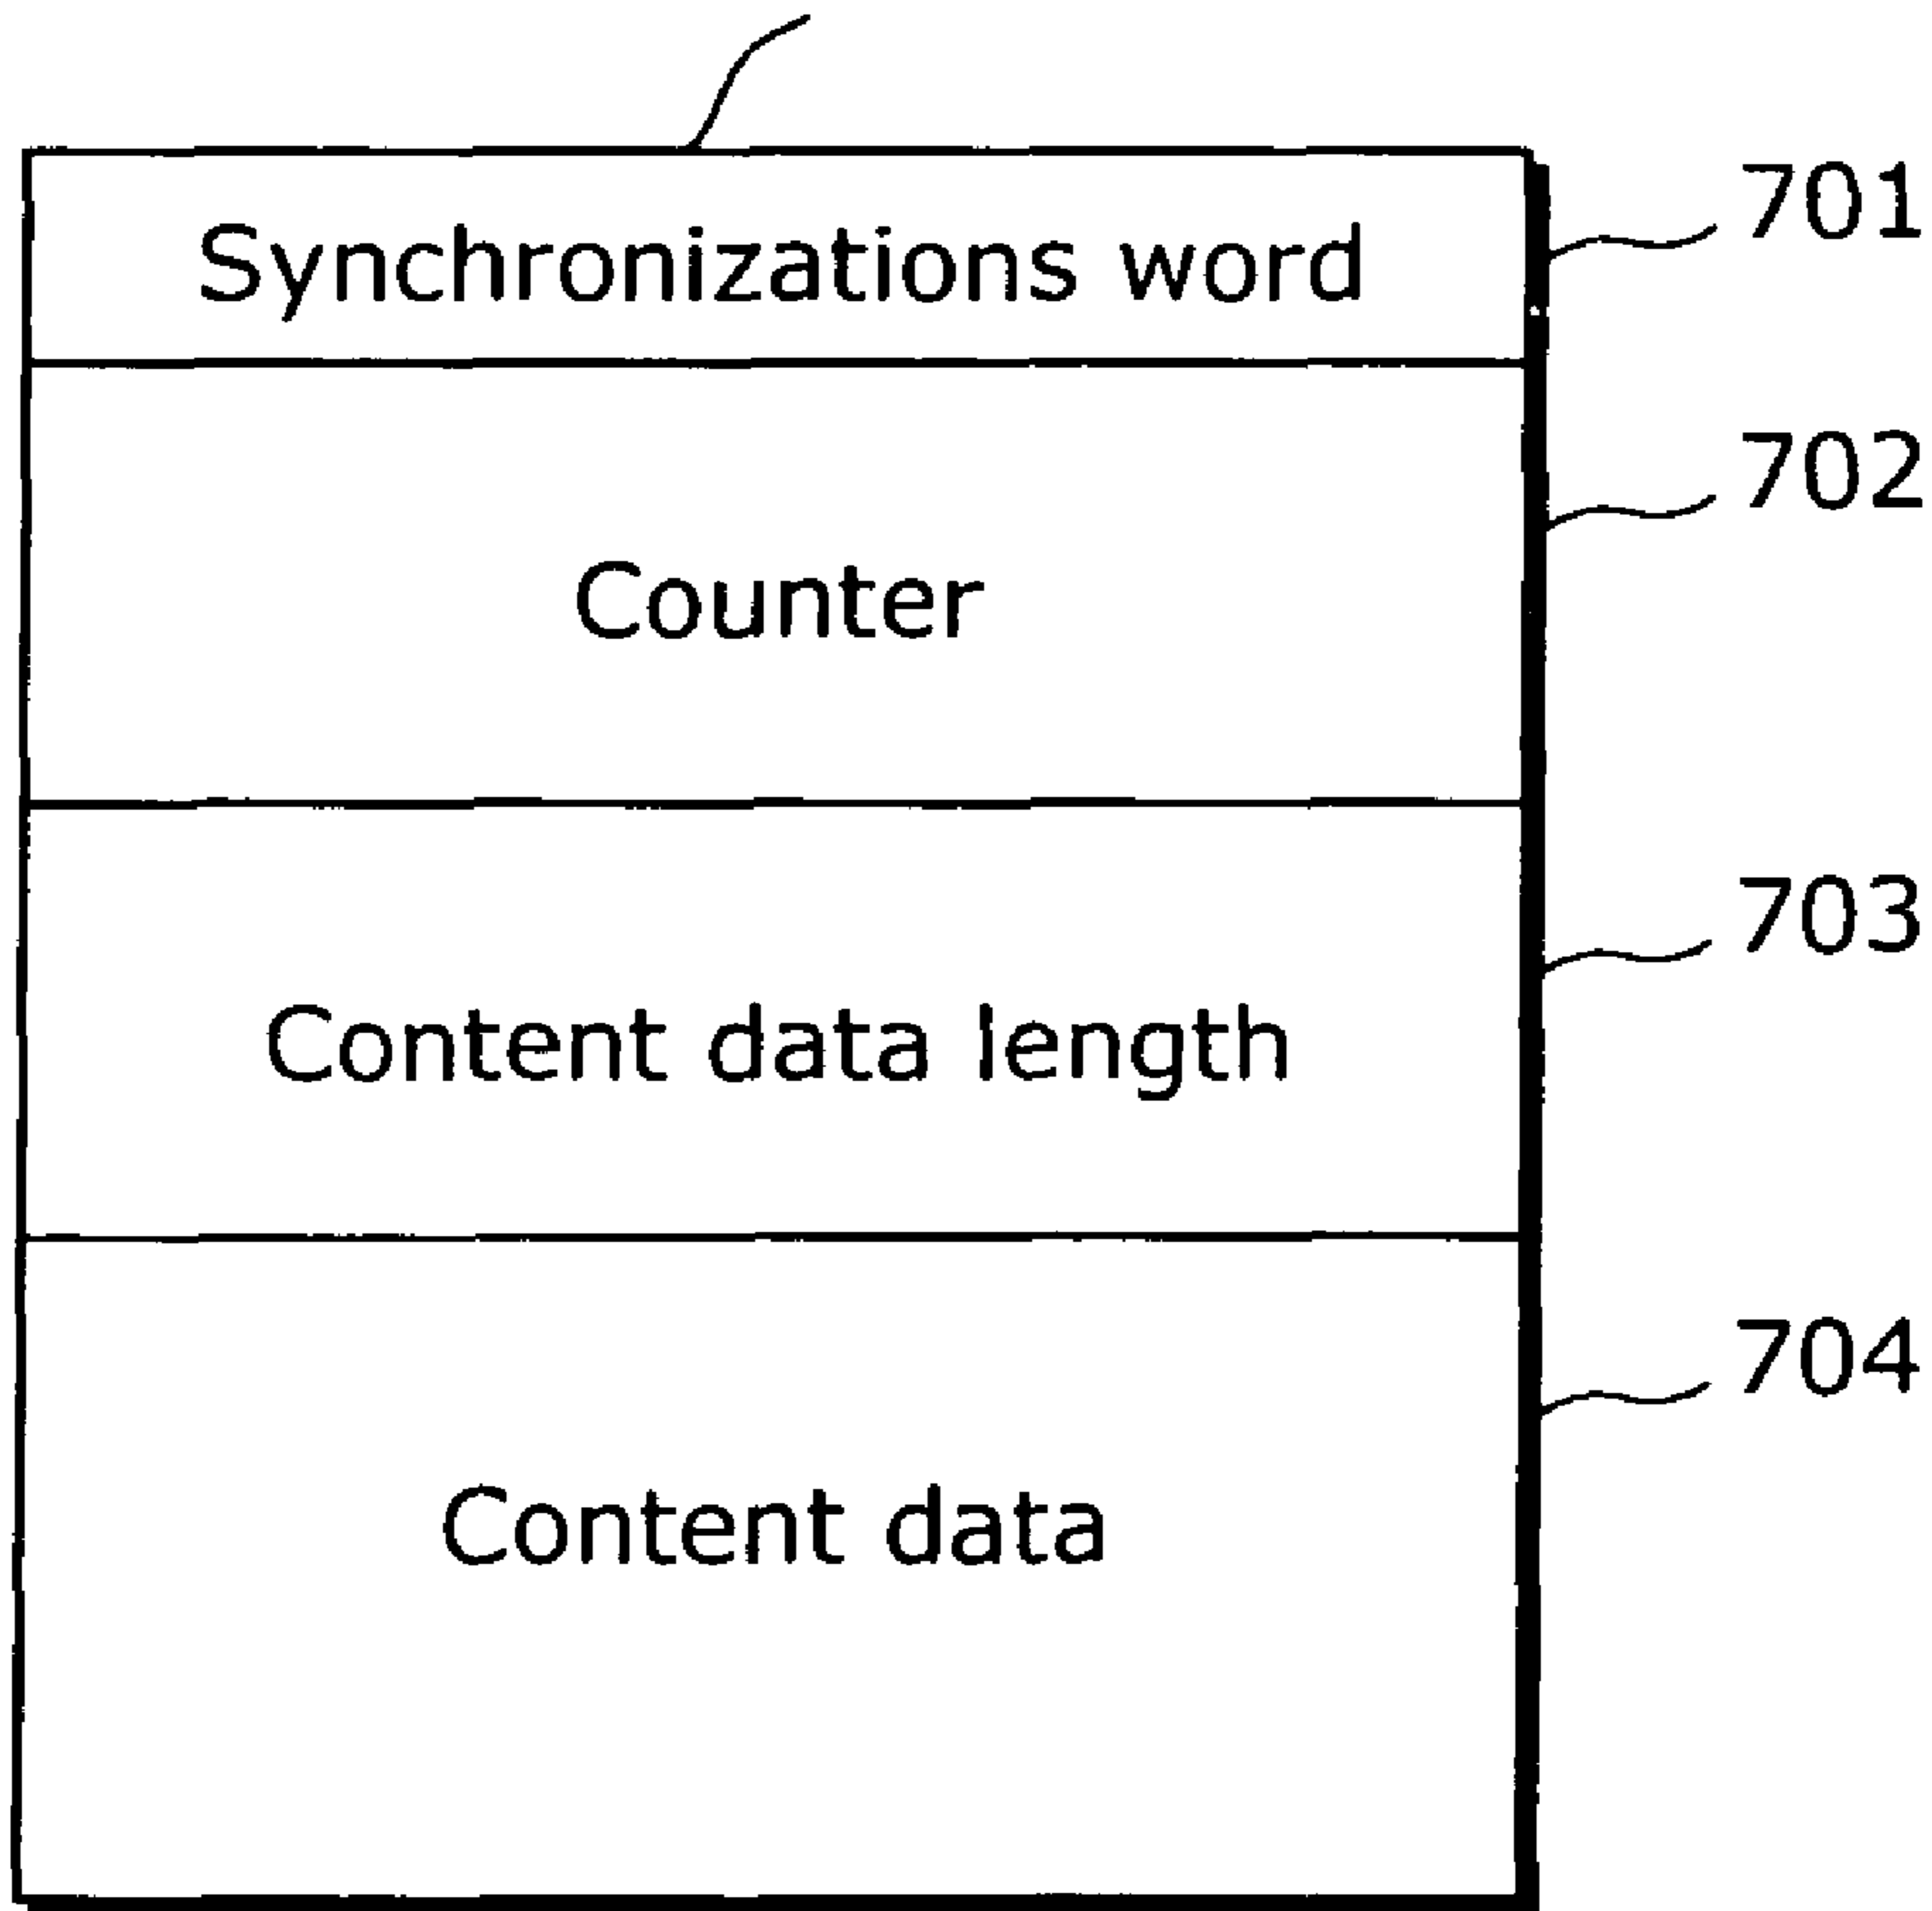 701
Synchronizations word
702
Counter
703
Content data length
704
Content data